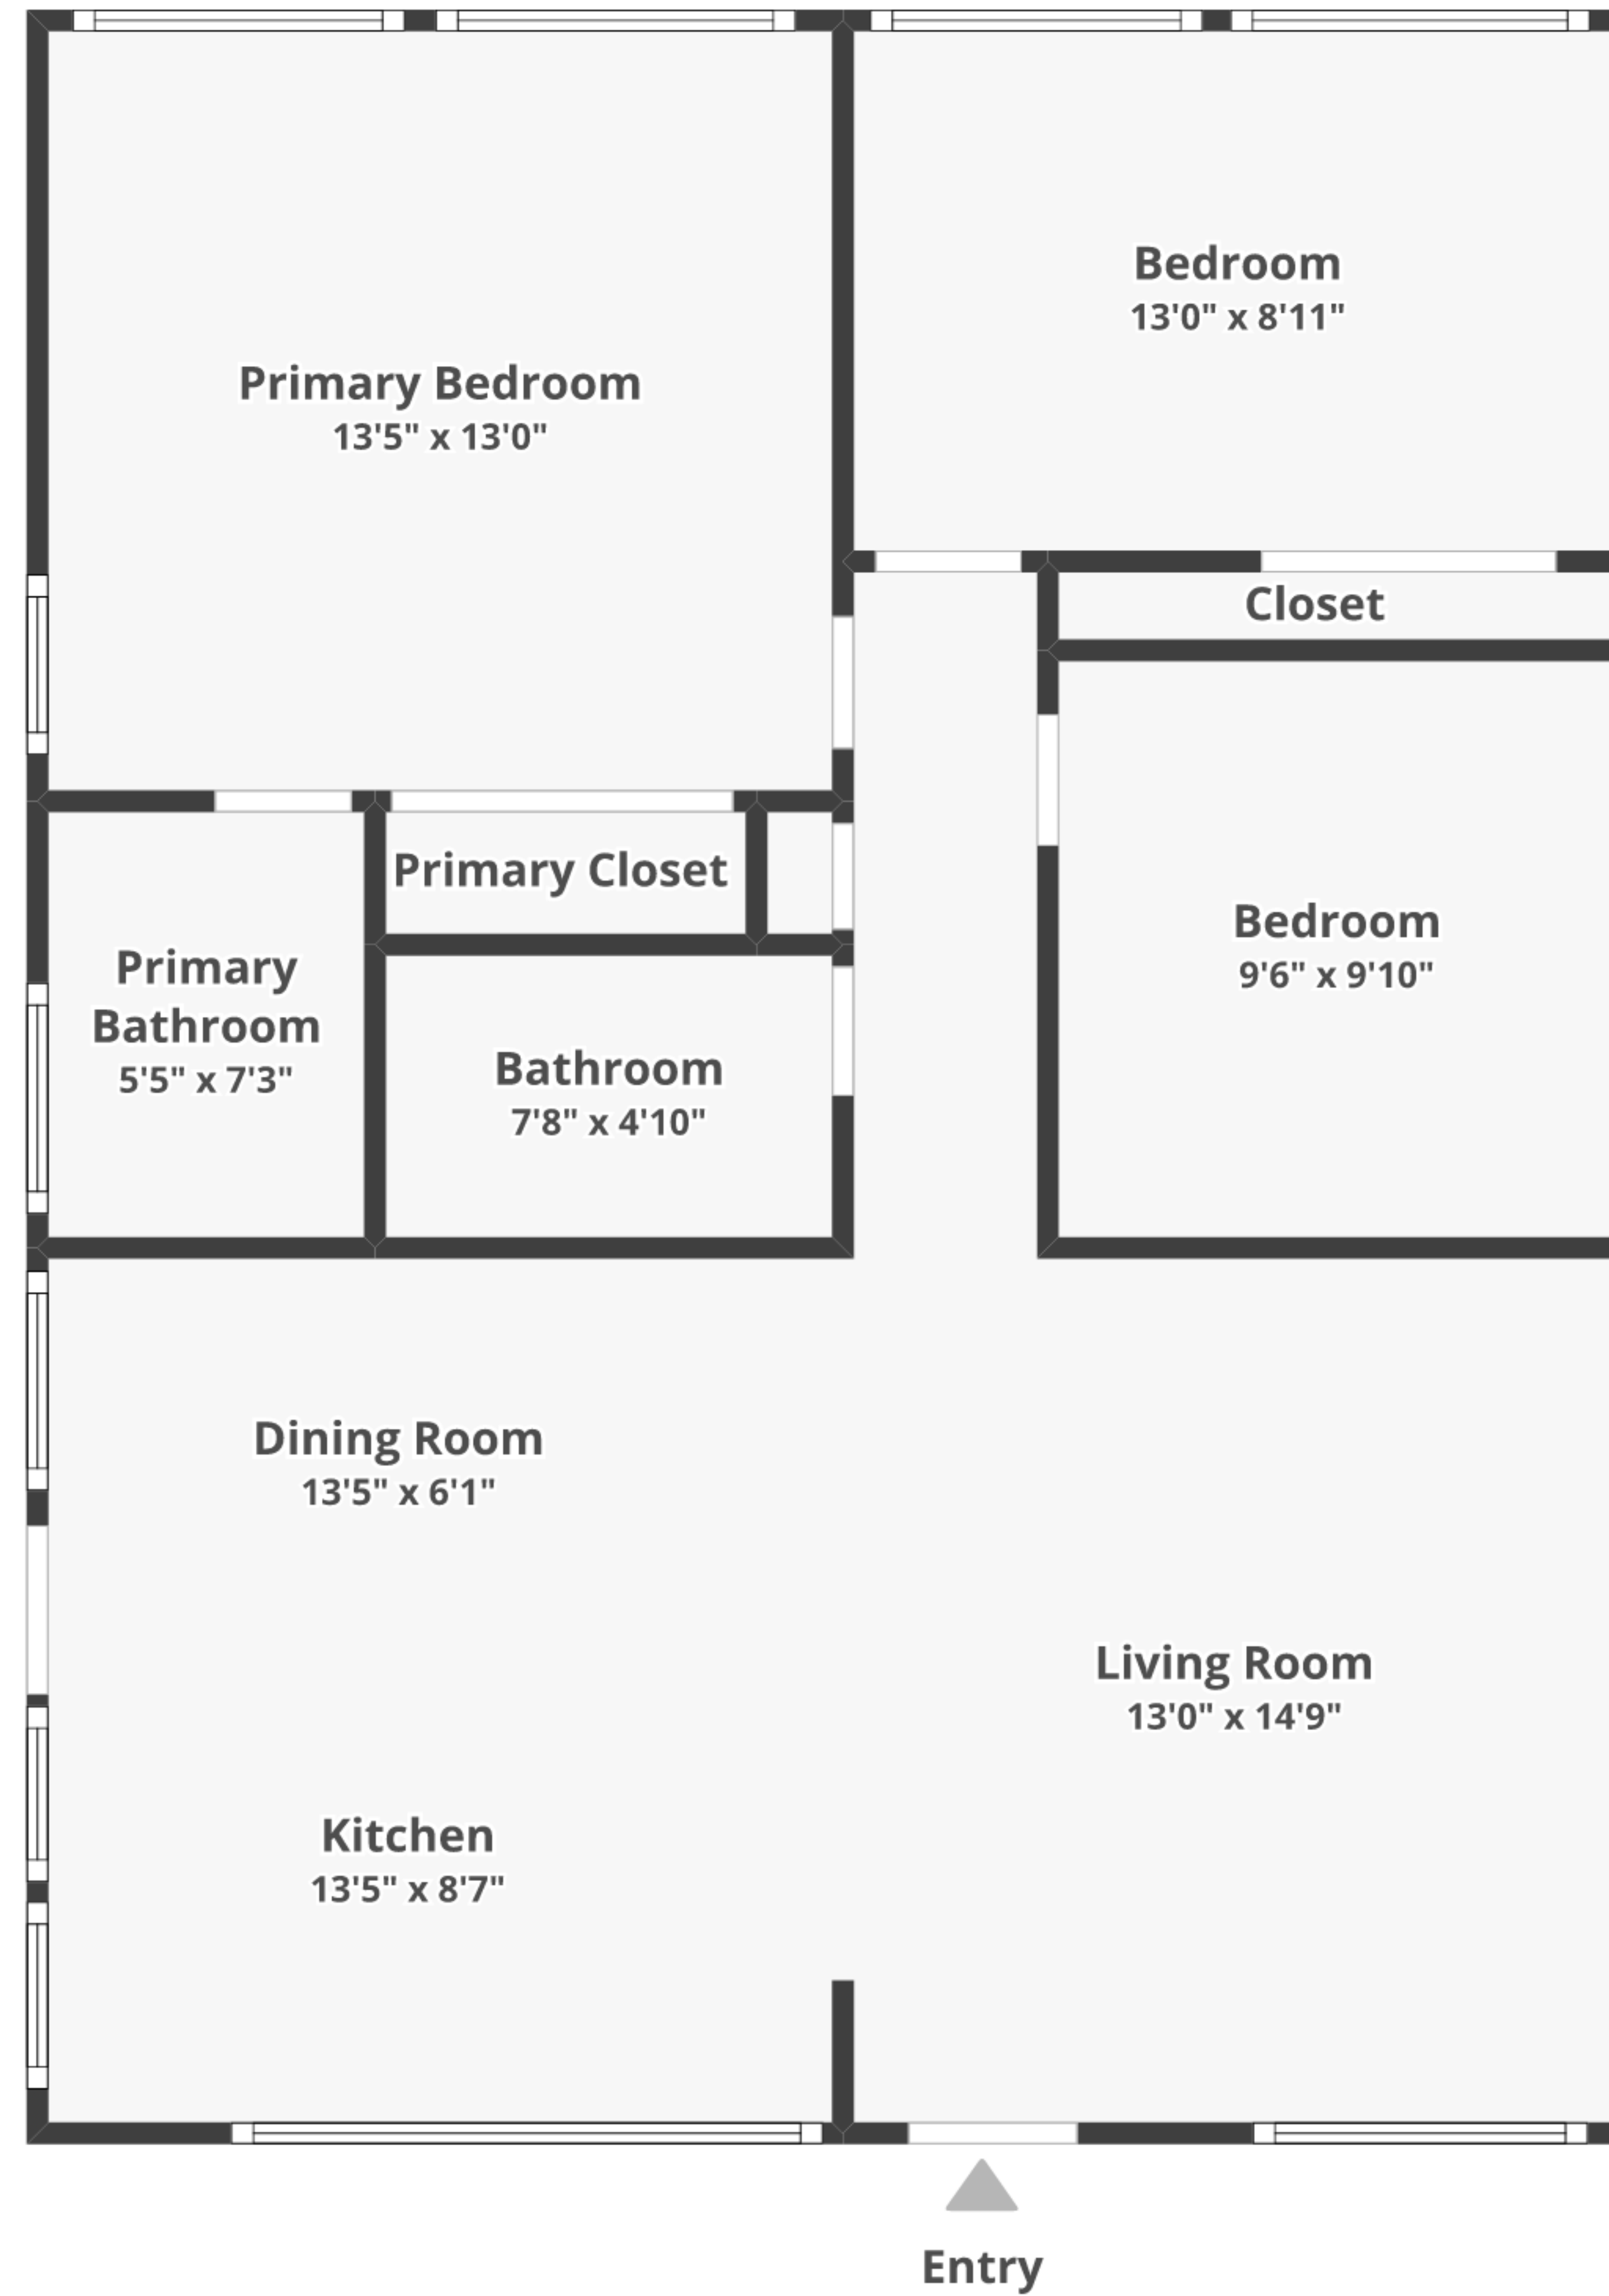 Primary Bedroom
13'5" x 13'0"
Bedroom
13'0" x 8'11"
Closet
Primary Closet
Primary
Bathroom
5'5" x 7'3"
Bathroom
7'8" x 4'10"
Bedroom
9'6" x 9'10"
Dining Room
13'5" x 6'1"
Living Room
13'0" x 14'9"
Kitchen
13'5" x 8'7"
Entry